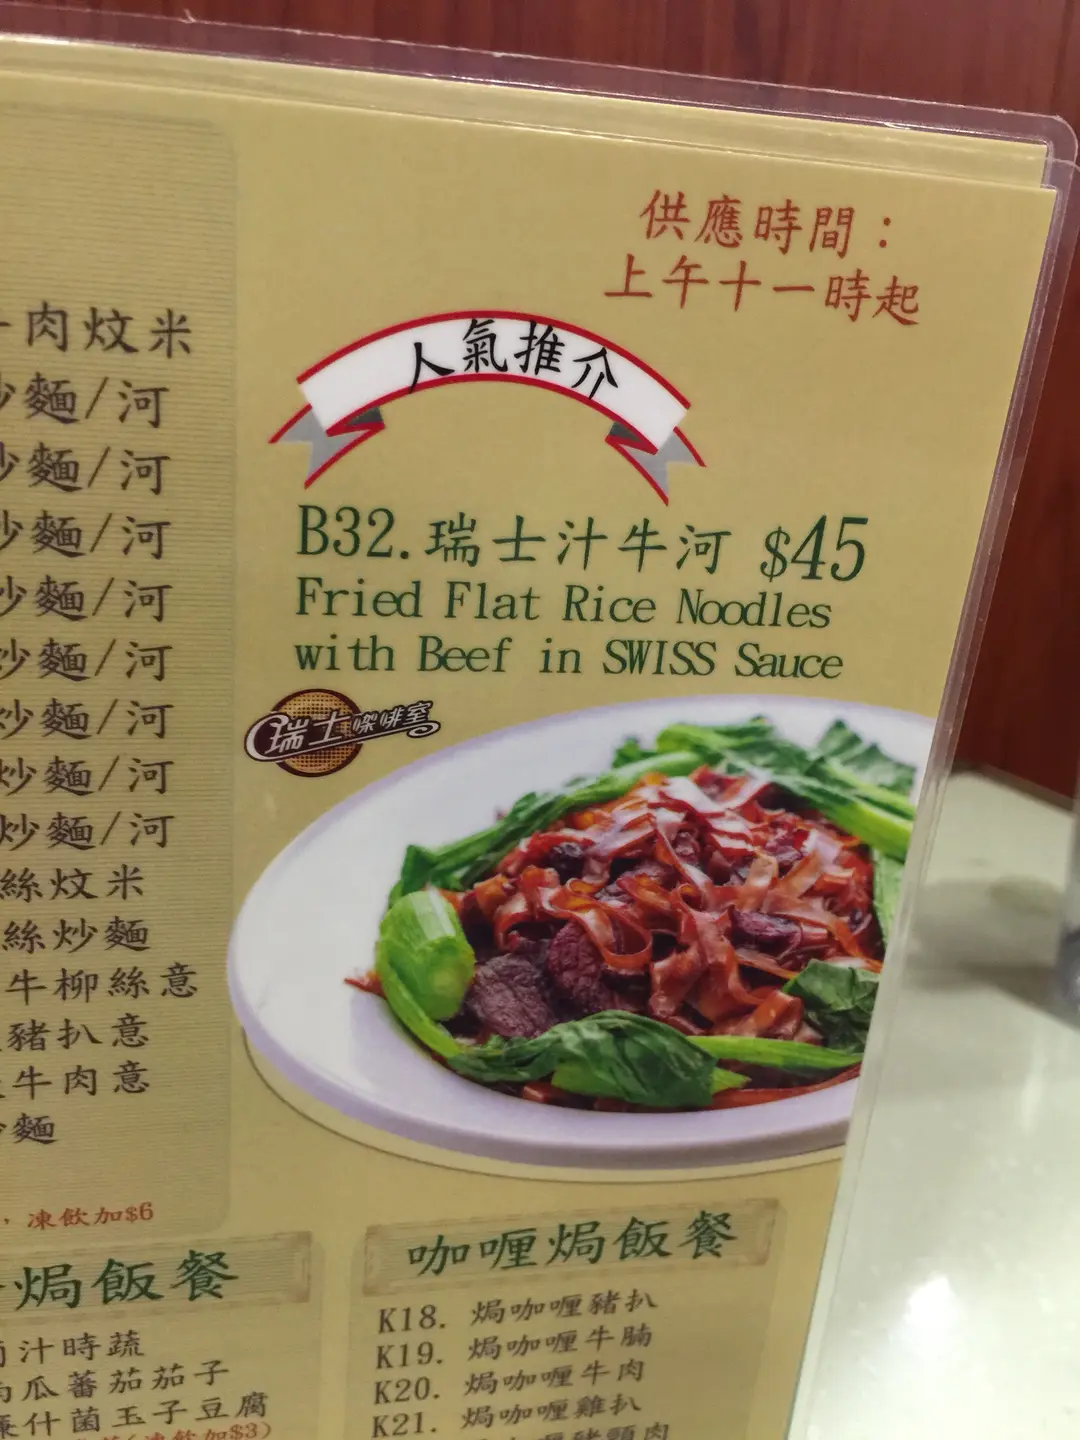 供應時間：
上午十一時起
人氣推介
B32.瑞士汁牛河 $45
Fried Flat Rice Noodles
with Beef in SWISS Sauce
瑞士咖啡室
肉炆米
炒麵/河
炒麵/河
炒麵/河
炒麵/河
炒麵/河
炒麵/河
炒麵/河
炒麵/河
絲炆米
絲炒麵
牛柳絲意
豬扒意
牛肉意
麵
，凍飲加$6
焗飯餐
汁時蔬
瓜蕃茄茄子
什菌玉子豆腐
(凍飲加$3)
咖喱焗飯餐
K18. 焗咖喱豬扒
K19. 焗咖喱牛腩
K20. 焗咖喱牛肉
K21. 焗咖喱雞扒